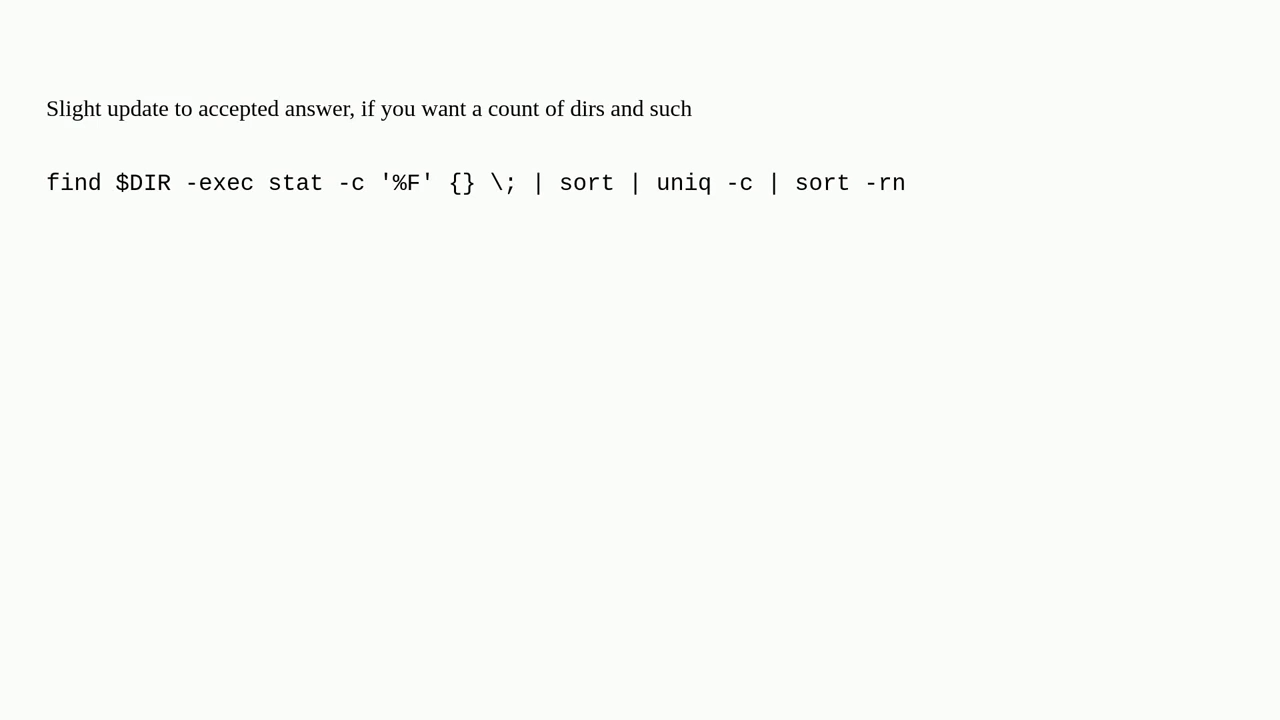 Slight update to accepted answer, if you want a count of dirs and such
find $DIR -exec stat -c '%F' {} \; | sort | uniq -c | sort -rn